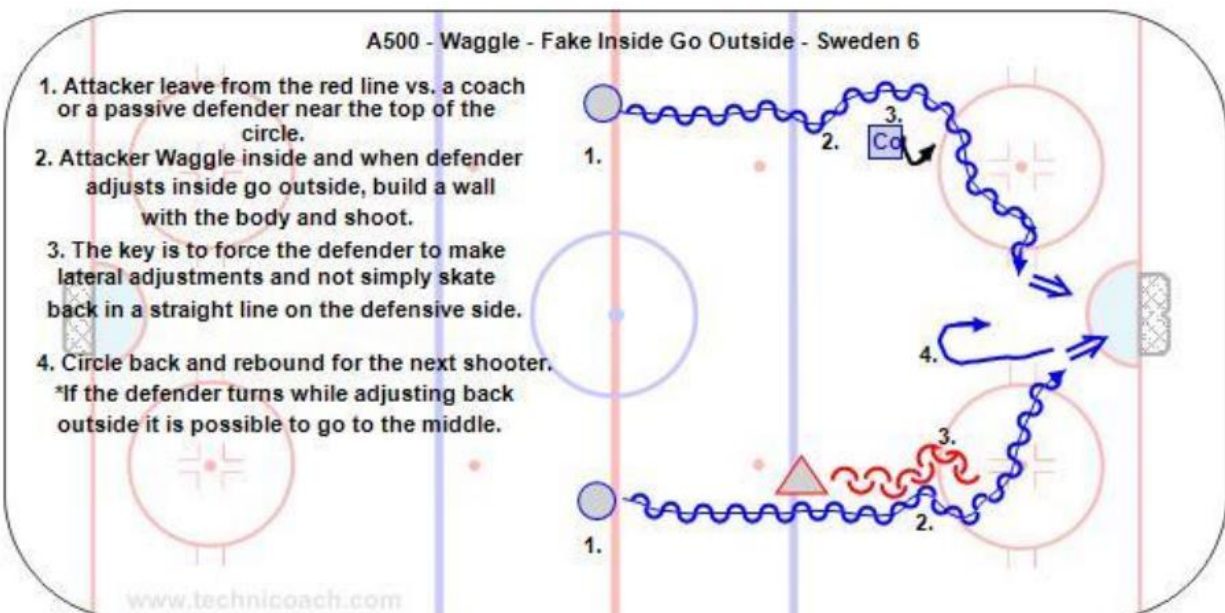 A500 - Waggle - Fake Inside Go Outside - Sweden 6
1. Attacker leave from the red line vs. a coach
or a passive defender near the top of the
circle.
2. Attacker Waggle inside and when defender
adjusts inside go outside, build a wall
with the body and shoot.
3. The key is to force the defender to make
lateral adjustments and not simply skate
back in a straight line on the defensive side.
4. Circle back and rebound for the next shooter.
*If the defender turns while adjusting back
outside it is possible to go to the middle.
1.
2.
3.
Co
4.
3.
2.
1.
www.technicoach.com